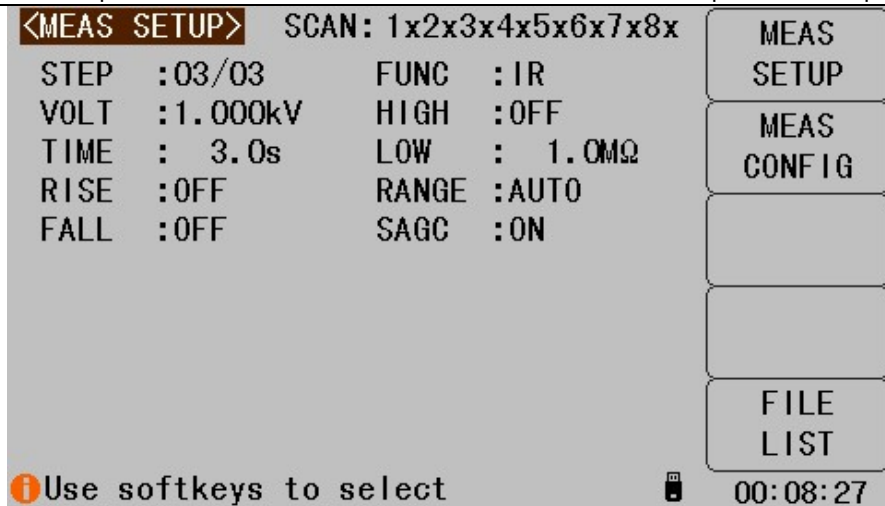 <MEAS SETUP> SCAN: 1x2x3x4x5x6x7x8x
STEP :03/03 FUNC :IR
VOLT :1.000kV HIGH :OFF
TIME : 3.0s LOW : 1.0MΩ
RISE :OFF RANGE :AUTO
FALL :OFF SAGC :ON
Use softkeys to select
MEAS
SETUP
MEAS
CONFIG
FILE
LIST
00:08:27